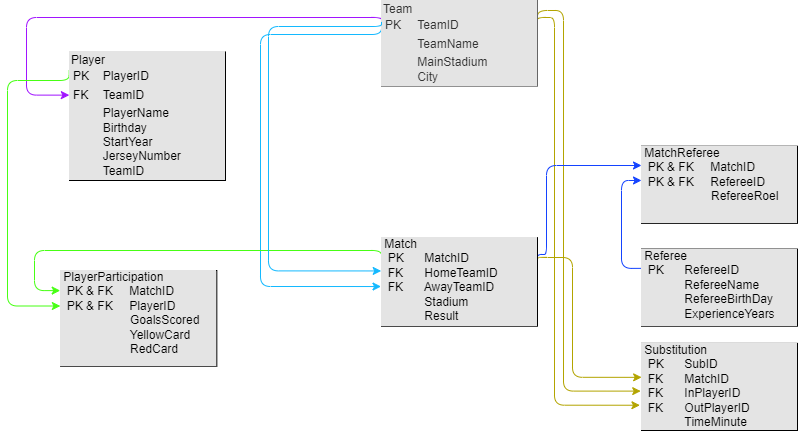 Team
PK TeamID
TeamName
MainStadium
City
Player
PK PlayerID
FK TeamID
PlayerName
Birthday
StartYear
JerseyNumber
TeamID
MatchReferee
PK & FK MatchID
PK & FK RefereeID
RefereeRoel
Match
PK MatchID
FK HomeTeamID
FK AwayTeamID
Stadium
Result
Referee
PK RefereeID
RefereeName
RefereeBirthDay
ExperienceYears
PlayerParticipation
PK & FK MatchID
PK & FK PlayerID
GoalsScored
YellowCard
RedCard
Substitution
PK SubID
FK MatchID
FK InPlayerID
FK OutPlayerID
TimeMinute